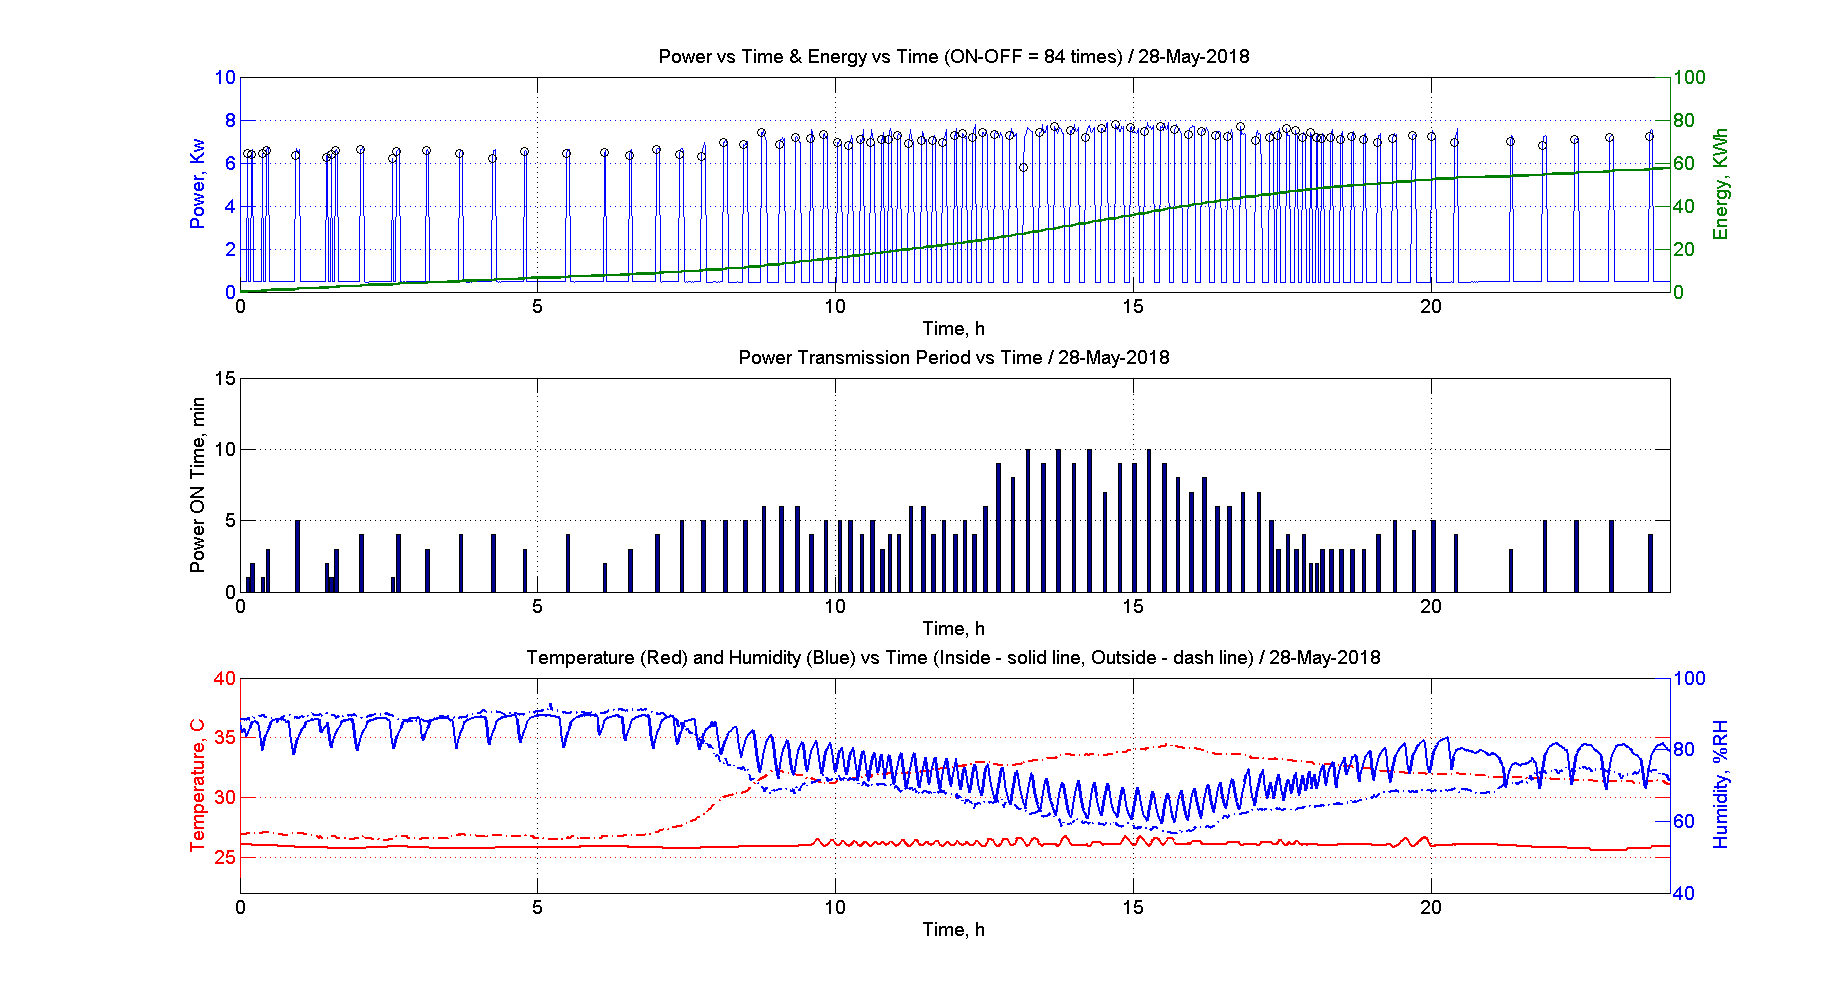 Power vs Time & Energy vs Time (ON-OFF = 84 times) / 28-May-2018
10
8
6
4
2
0
Power, Kw
100
80
60
40
20
0
Energy, KWh
0 5 10 15 20
Time, h
Power Transmission Period vs Time / 28-May-2018
15
10
5
0
Power ON Time, min
0 5 10 15 20
Time, h
Temperature (Red) and Humidity (Blue) vs Time (Inside - solid line, Outside - dash line) / 28-May-2018
40
35
30
25
Temperature, C
100
80
60
40
Humidity, %RH
0 5 10 15 20
Time, h